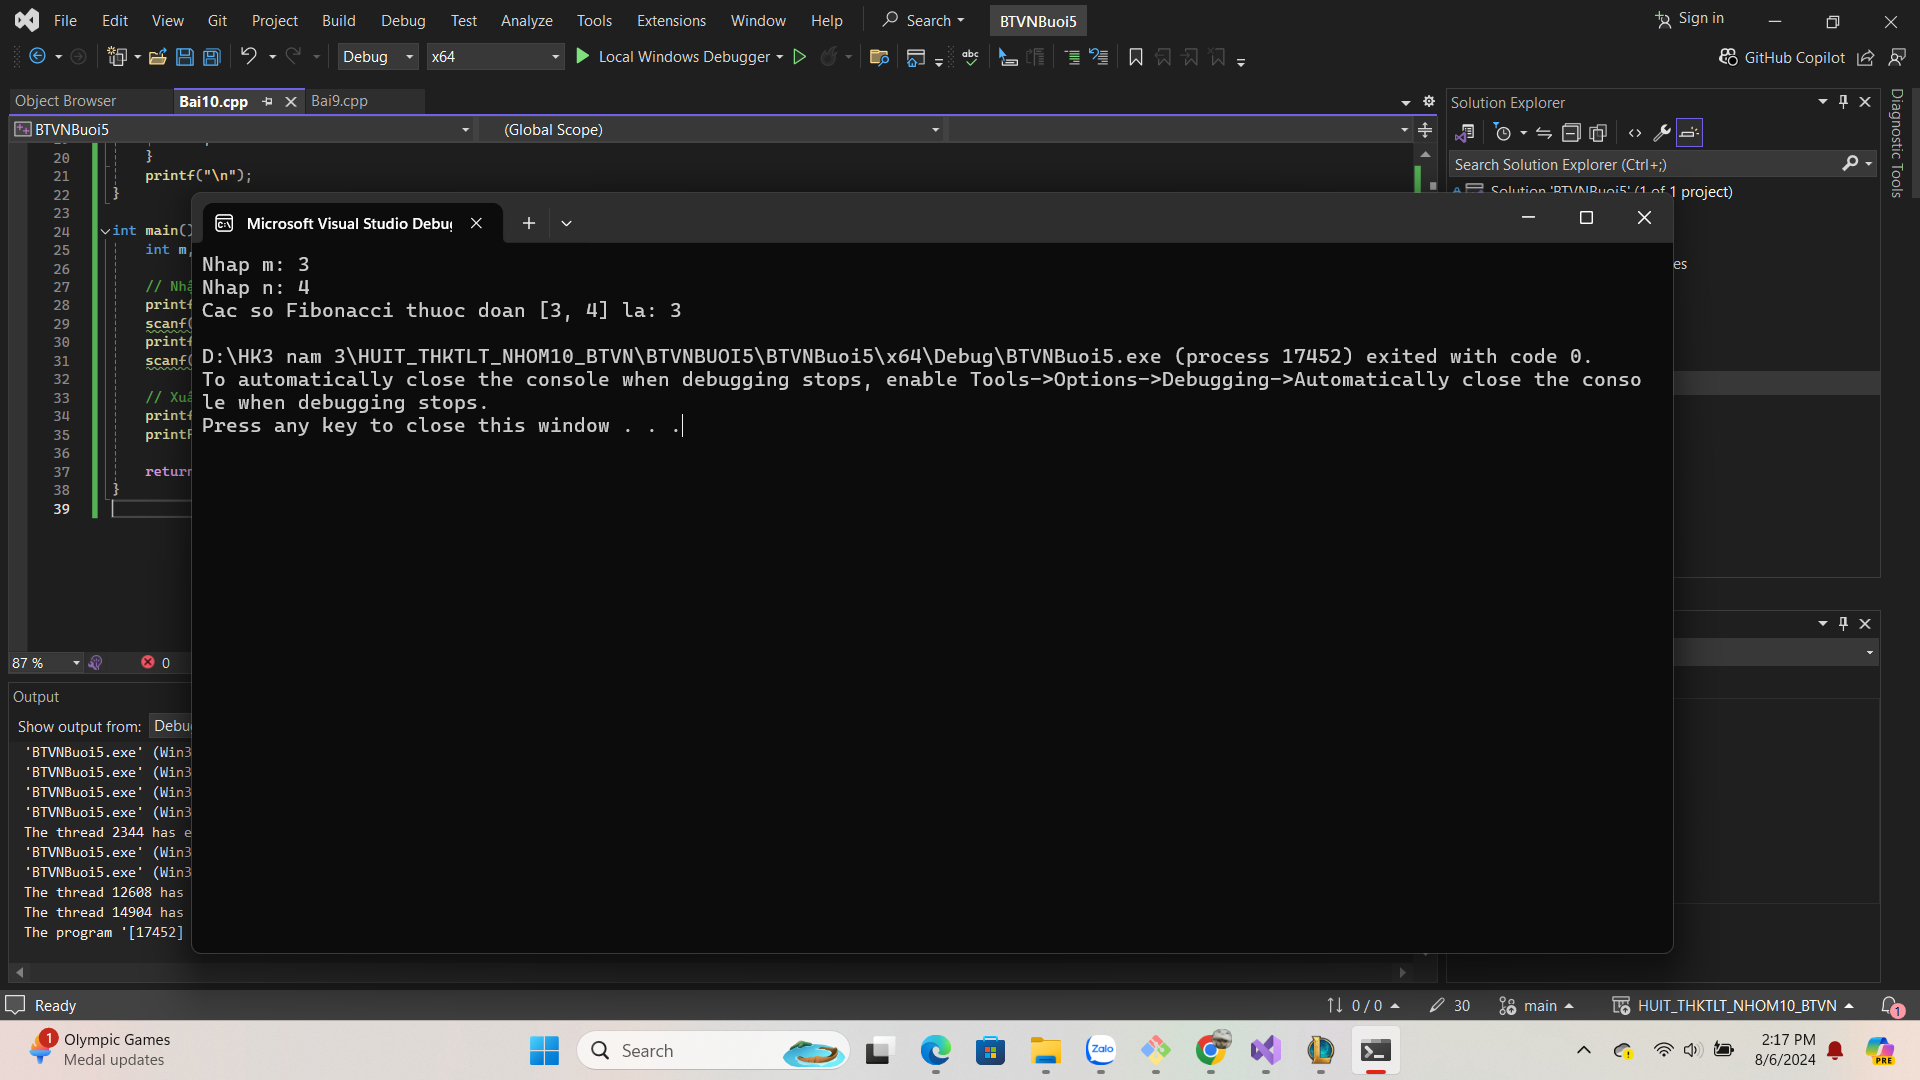 File Edit View Git Project Build Debug Test Analyze Tools Extensions Window Help Search BTVNBuoi5 Sign in
Debug x64 Local Windows Debugger GitHub Copilot
Object Browser Bai10.cpp Bai9.cpp
BTVNBuoi5 (Global Scope)
20 }
21 printf("\n");
22 }
23
24 int main()
25 int m,
26
27 // Nhậ
28 printf
29 scanf(
30 printf
31 scanf(
32
33 // Xuấ
34 printf
35 printF
36
37 return
38 }
39
Microsoft Visual Studio Debug
Nhap m: 3
Nhap n: 4
Cac so Fibonacci thuoc doan [3, 4] la: 3
D:\HK3 nam 3\HUIT_THKTLT_NHOM10_BTVN\BTVNBUOI5\BTVNBuoi5\x64\Debug\BTVNBuoi5.exe (process 17452) exited with code 0.
To automatically close the console when debugging stops, enable Tools->Options->Debugging->Automatically close the conso
le when debugging stops.
Press any key to close this window . . .
Solution Explorer
Search Solution Explorer (Ctrl+;)
Solution 'BTVNBuoi5' (1 of 1 project)
es
Diagnostic Tools
87 % 0
Output
Show output from: Debu
'BTVNBuoi5.exe' (Win3
'BTVNBuoi5.exe' (Win3
'BTVNBuoi5.exe' (Win3
'BTVNBuoi5.exe' (Win3
The thread 2344 has e
'BTVNBuoi5.exe' (Win3
'BTVNBuoi5.exe' (Win3
The thread 12608 has
The thread 14904 has
The program '[17452]
Ready 0 / 0 30 main HUIT_THKTLT_NHOM10_BTVN 1
1 Olympic Games
Medal updates
Search
Zalo
2:17 PM
8/6/2024
PRE